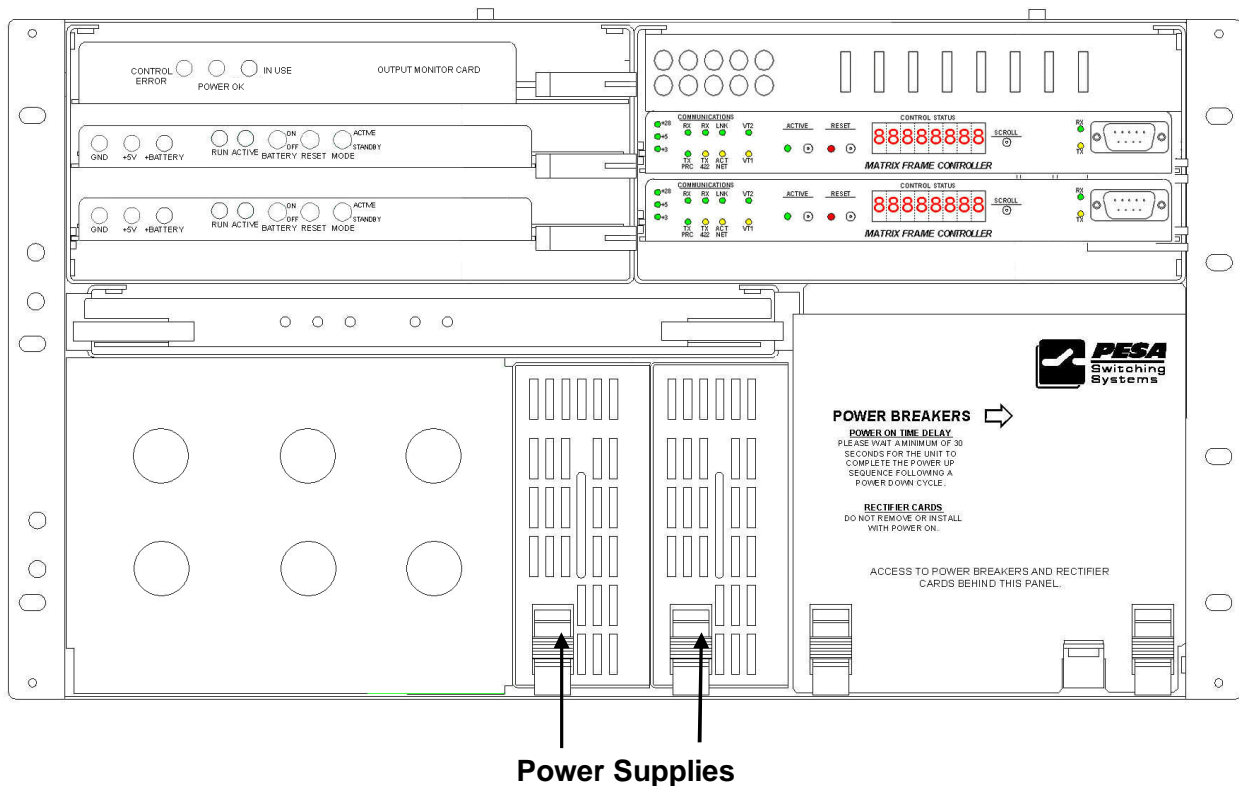 CONTROL ERROR
POWER OK
IN USE
OUTPUT MONITOR CARD
GND +5V +BATTERY
RUN ACTIVE
ON
OFF
BATTERY RESET MODE
ACTIVE
STANDBY
GND +5V +BATTERY
RUN ACTIVE
ON
OFF
BATTERY RESET MODE
ACTIVE
STANDBY
+28
+5
+3
COMMUNICATIONS
RX RX LNK VT2
TX TX ACT VT1
PRC 422 NET
ACTIVE
RESET
CONTROL STATUS
88888888
SCROLL
MATRIX FRAME CONTROLLER
RX
TX
+28
+5
+3
COMMUNICATIONS
RX RX LNK VT2
TX TX ACT VT1
PRC 422 NET
ACTIVE
RESET
CONTROL STATUS
88888888
SCROLL
MATRIX FRAME CONTROLLER
RX
TX
PESA
Switching
Systems
POWER BREAKERS
POWER ON TIME DELAY
PLEASE WAIT A MINIMUM OF 30
SECONDS FOR THE UNIT TO
COMPLETE THE POWER UP
SEQUENCE FOLLOWING A
POWER DOWN CYCLE.
RECTIFIER CARDS
DO NOT REMOVE OR INSTALL
WITH POWER ON.
ACCESS TO POWER BREAKERS AND RECTIFIER
CARDS BEHIND THIS PANEL.
Power Supplies